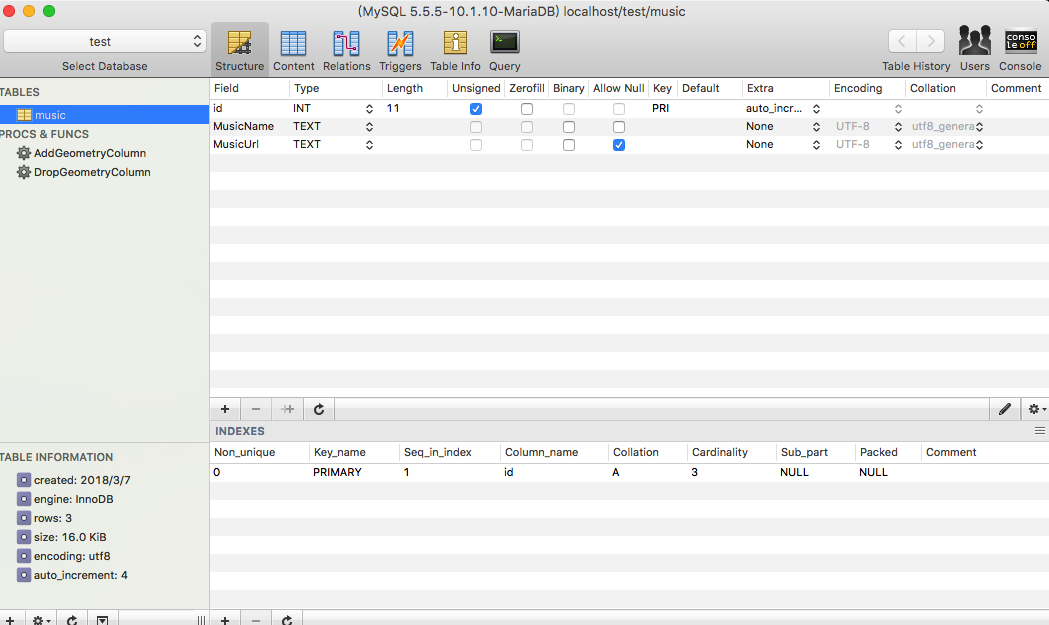 (MySQL 5.5.5-10.1.10-MariaDB) localhost/test/music
test
Select Database
Structure
Content
Relations
Triggers
Table Info
Query
Table History
Users
conso
le off
Console
TABLES
music
PROCS & FUNCS
AddGeometryColumn
DropGeometryColumn
Field Type Length Unsigned Zerofill Binary Allow Null Key Default Extra Encoding Collation Comment
id INT 11 PRI auto_incr...
MusicName TEXT None UTF-8 utf8_genera
MusicUrl TEXT None UTF-8 utf8_genera
INDEXES
Non_unique Key_name Seq_in_index Column_name Collation Cardinality Sub_part Packed Comment
0 PRIMARY 1 id A 3 NULL NULL
TABLE INFORMATION
created: 2018/3/7
engine: InnoDB
rows: 3
size: 16.0 KiB
encoding: utf8
auto_increment: 4